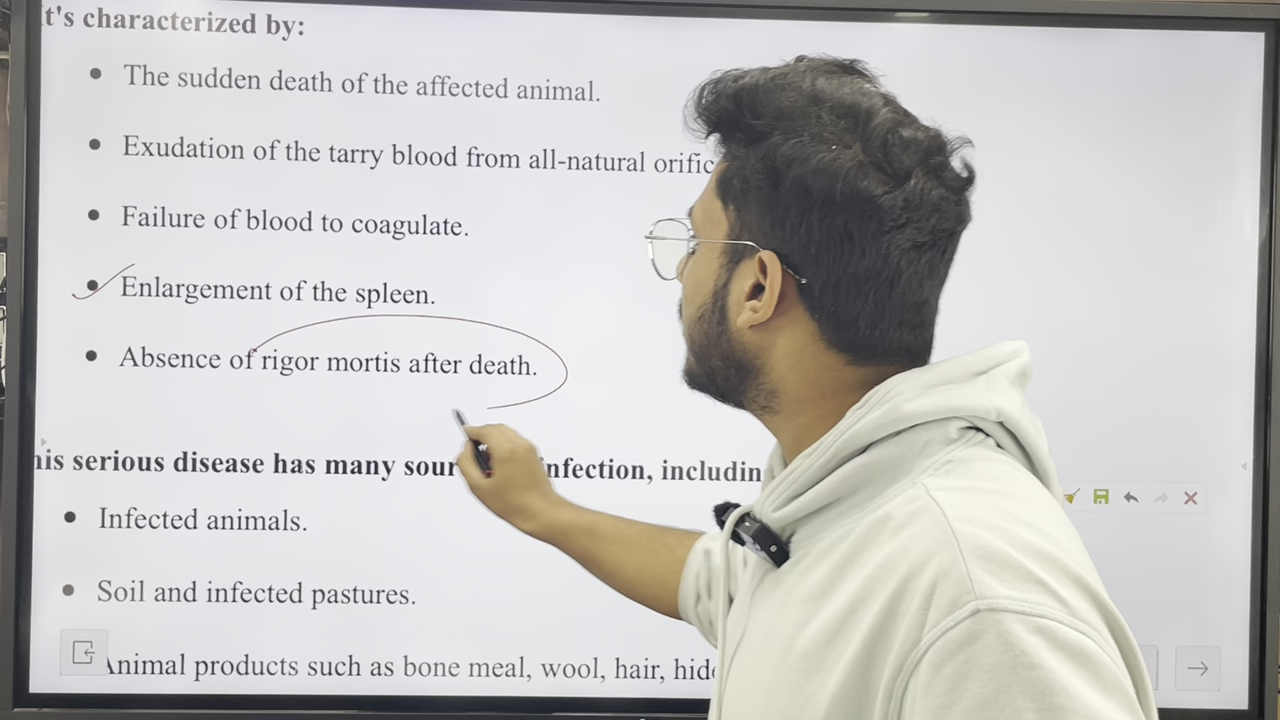 t's characterized by:
• The sudden death of the affected animal.
• Exudation of the tarry blood from all-natural orific
• Failure of blood to coagulate.
• Enlargement of the spleen.
• Absence of rigor mortis after death.
his serious disease has many sour nfection, includin
• Infected animals.
• Soil and infected pastures.
Animal products such as bone meal, wool, hair, hid